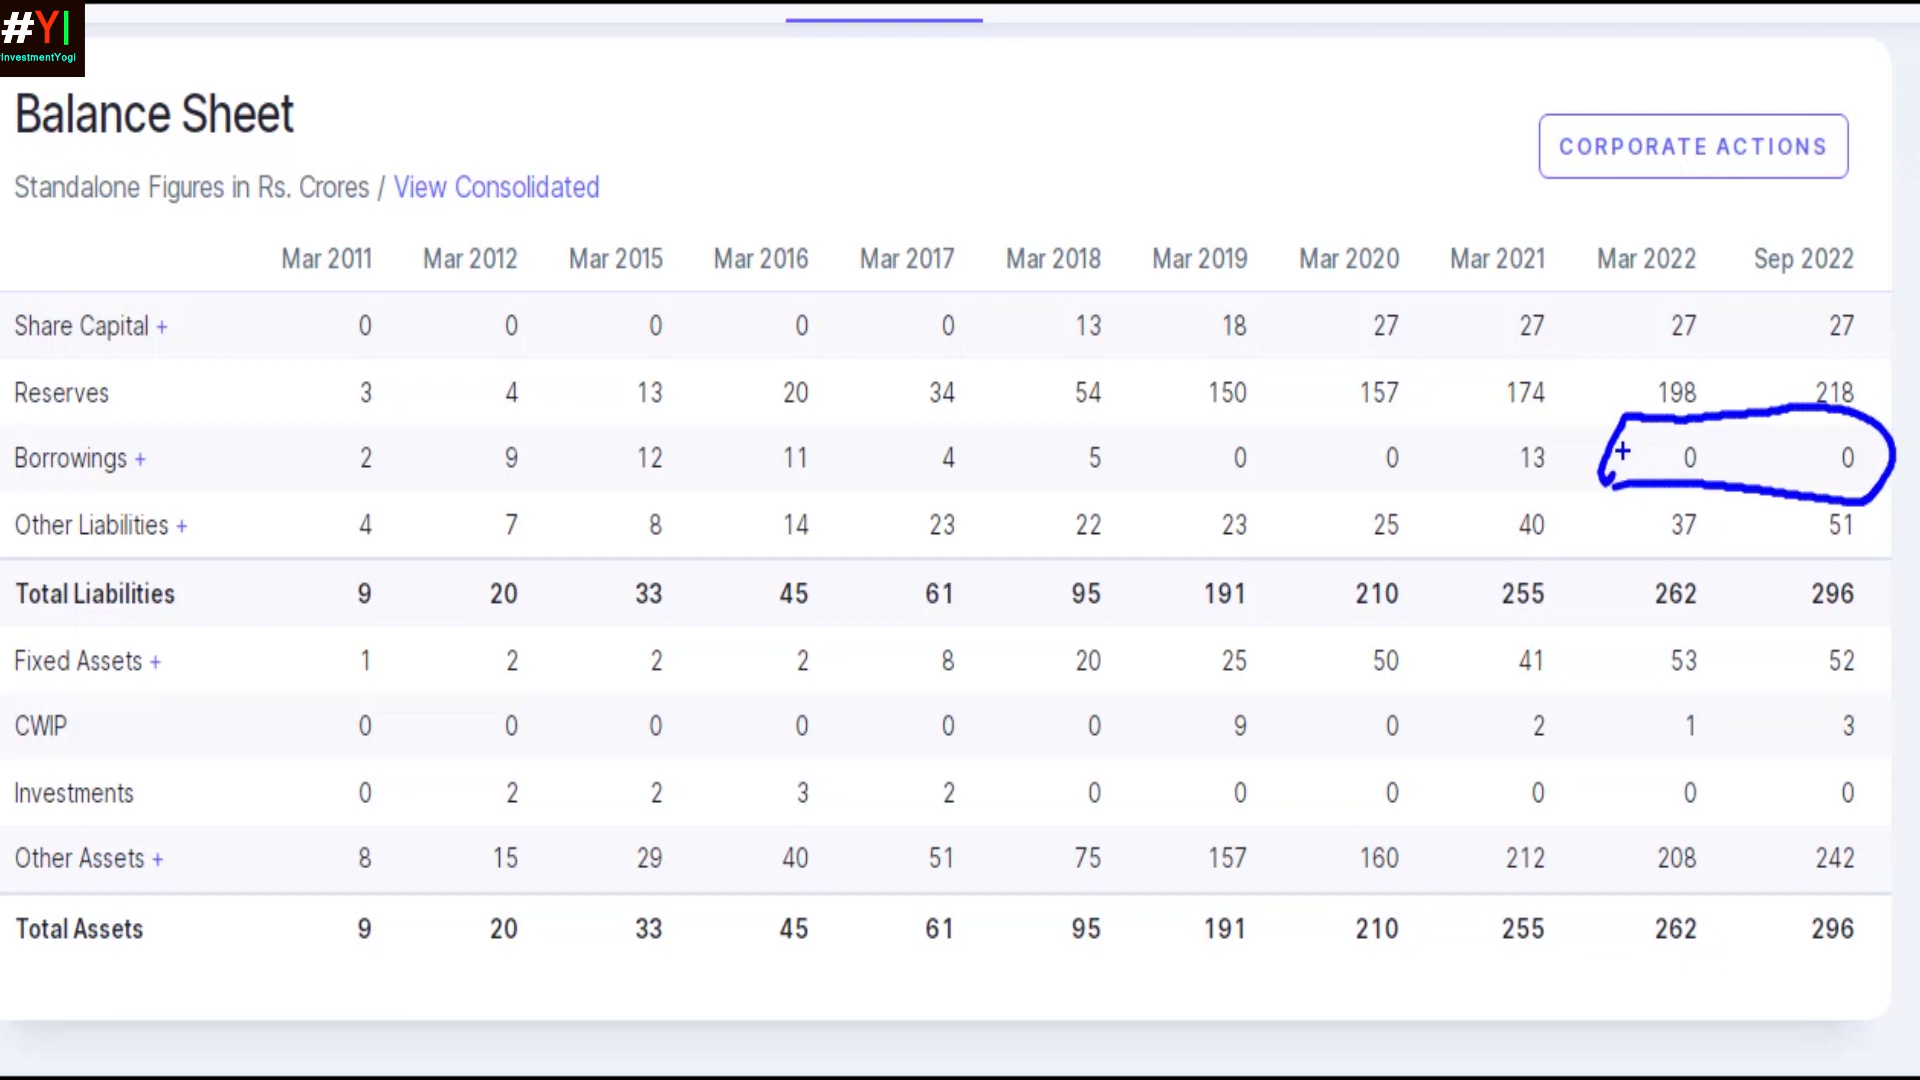 #YI
InvestmentYogi
Balance Sheet
CORPORATE ACTIONS
Standalone Figures in Rs. Crores / View Consolidated
Mar 2011 Mar 2012 Mar 2015 Mar 2016 Mar 2017 Mar 2018 Mar 2019 Mar 2020 Mar 2021 Mar 2022 Sep 2022
Share Capital + 0 0 0 0 0 13 18 27 27 27 27
Reserves 3 4 13 20 34 54 150 157 174 198 218
Borrowings + 2 9 12 11 4 5 0 0 13 0 0
Other Liabilities + 4 7 8 14 23 22 23 25 40 37 51
Total Liabilities 9 20 33 45 61 95 191 210 255 262 296
Fixed Assets + 1 2 2 2 8 20 25 50 41 53 52
CWIP 0 0 0 0 0 0 9 0 2 1 3
Investments 0 2 2 3 2 0 0 0 0 0 0
Other Assets + 8 15 29 40 51 75 157 160 212 208 242
Total Assets 9 20 33 45 61 95 191 210 255 262 296